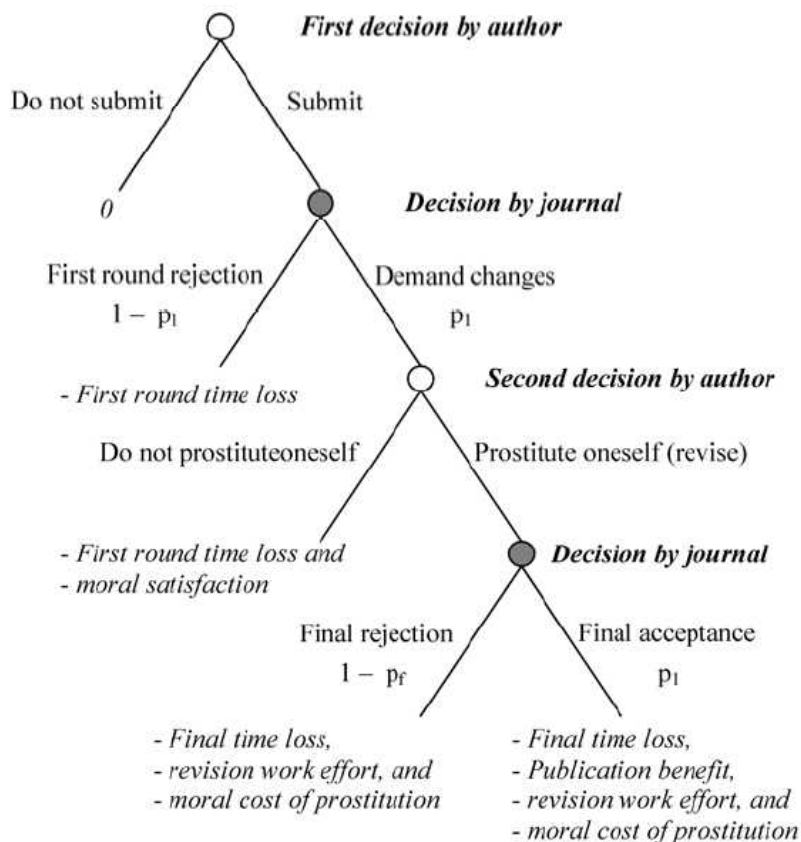 First decision by author
Do not submit
Submit
0
Decision by journal
First round rejection
1 – p1
Demand changes
p1
- First round time loss
Second decision by author
Do not prostituteoneself
Prostitute oneself (revise)
- First round time loss and
- moral satisfaction
Decision by journal
Final rejection
1 – pf
Final acceptance
p1
- Final time loss,
- revision work effort, and
- moral cost of prostitution
- Final time loss,
- Publication benefit,
- revision work effort, and
- moral cost of prostitution